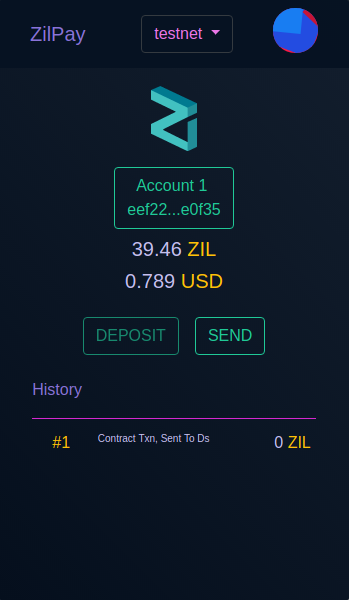 ZilPay
testnet
Account 1
eef22...e0f35
39.46 ZIL
0.789 USD
DEPOSIT SEND
History
#1 Contract Txn, Sent To Ds 0 ZIL